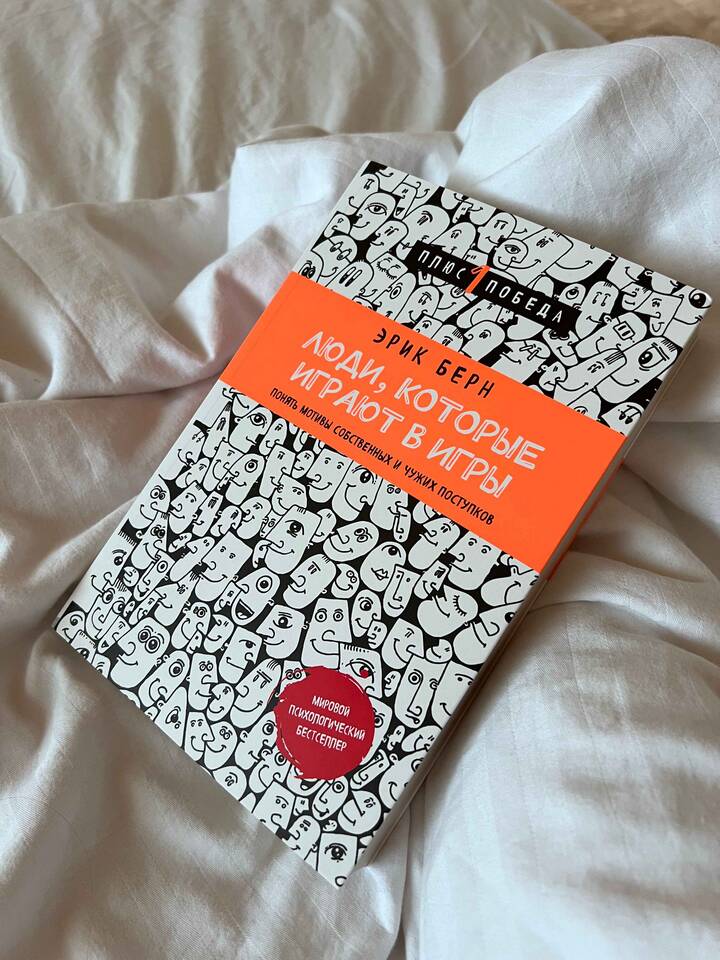 ПЛЮС 1 ПОБЕДА
ЭРИК БЕРН
ЛЮДИ, КОТОРЫЕ
ИГРАЮТ В ИГРЫ
ПОНЯТЬ МОТИВЫ СОБСТВЕННЫХ И ЧУЖИХ ПОСТУПКОВ
МИРОВОЙ
ПСИХОЛОГИЧЕСКИЙ
БЕСТСЕЛЛЕР